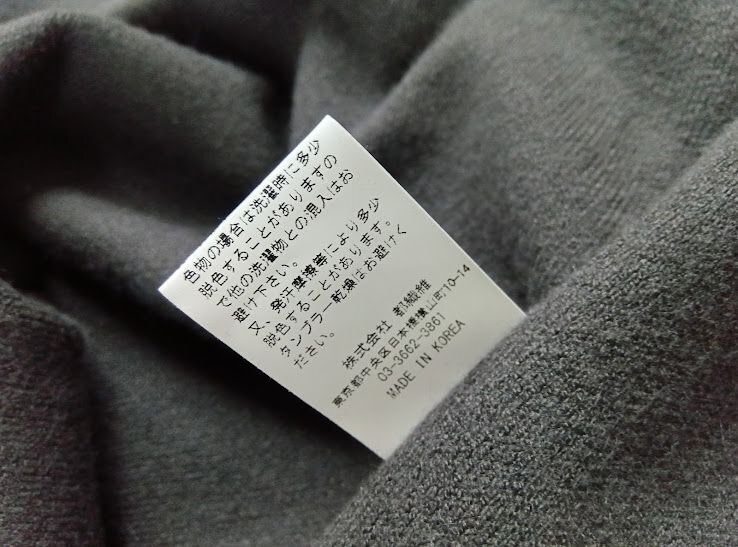 色物の場合は洗濯時に多少
脱色することがありますの
で他の洗濯物との混入はお
避け下さい。
又、発汗摩擦等により多少
脱色することがあります。
タンブラー乾燥はお避けく
ださい。
株式会社 都繊維
東京都中央区日本橋横山町10-14
03-3662-3861
MADE IN KOREA